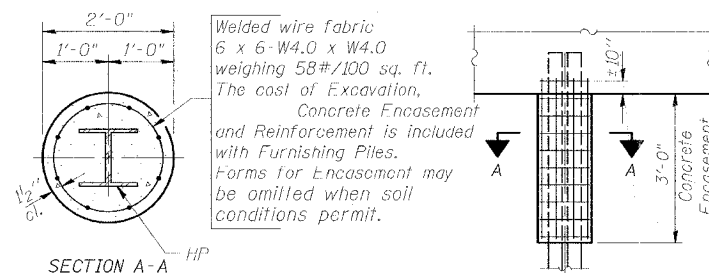 2'-0"
1'-0" 1'-0"
Welded wire fabric
6 x 6-W4.0 x W4.0
weighing 58#/100 sq. ft.
The cost of Excavation,
Concrete Encasement
and Reinforcement is included
with Furnishing Piles.
Forms for Encasement may
be omitted when soil
conditions permit.
1½" cl.
HP
SECTION A-A
±10"
A A
3'-0"
Concrete
Encasement